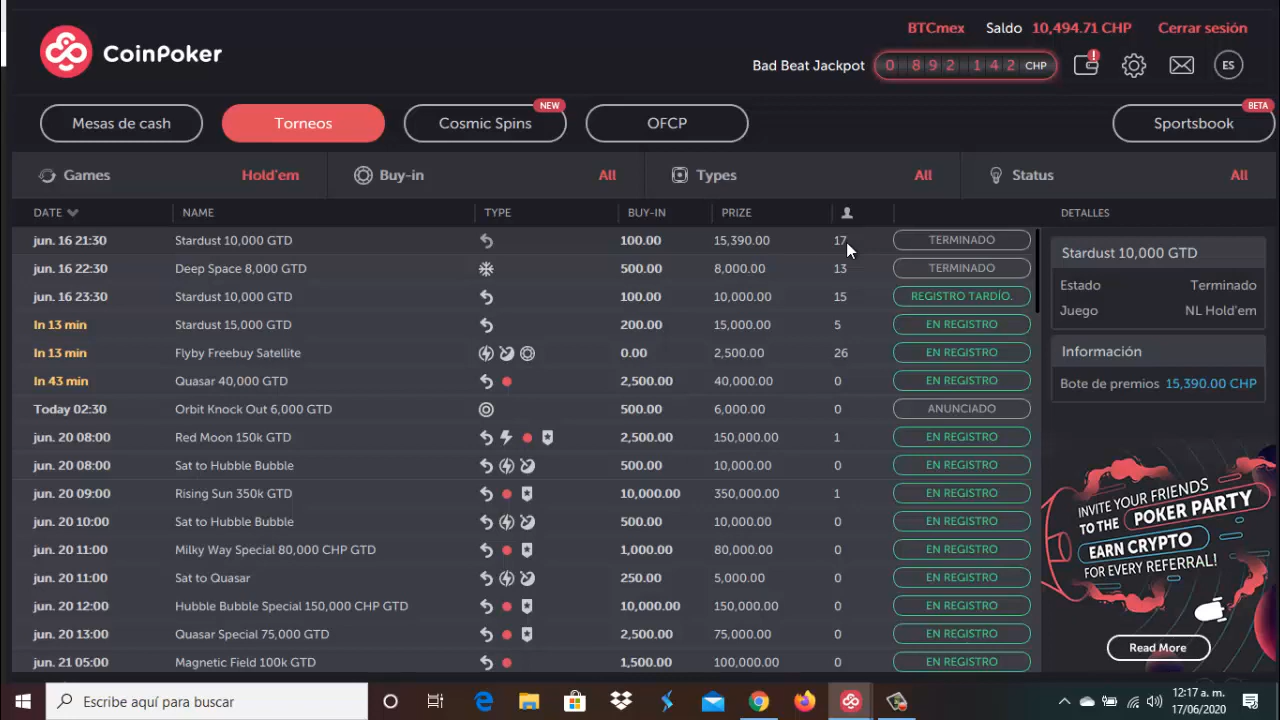 BTCmex Saldo 10,494.71 CHP Cerrar sesión
CoinPoker
Bad Beat Jackpot 0 892 142 CHP ! ES
Mesas de cash Torneos Cosmic Spins NEW OFCP Sportsbook BETA
Games Hold'em Buy-in All Types All Status All
DATE NAME TYPE BUY-IN PRIZE DETALLES
jun. 16 21:30 Stardust 10,000 GTD 100.00 15,390.00 17 TERMINADO
jun. 16 22:30 Deep Space 8,000 GTD 500.00 8,000.00 13 TERMINADO
jun. 16 23:30 Stardust 10,000 GTD 100.00 10,000.00 15 REGISTRO TARDÍO.
In 13 min Stardust 15,000 GTD 200.00 15,000.00 5 EN REGISTRO
In 13 min Flyby Freebuy Satellite 0.00 2,500.00 26 EN REGISTRO
In 43 min Quasar 40,000 GTD 2,500.00 40,000.00 0 EN REGISTRO
Today 02:30 Orbit Knock Out 6,000 GTD 500.00 6,000.00 0 ANUNCIADO
jun. 20 08:00 Red Moon 150k GTD 2,500.00 150,000.00 1 EN REGISTRO
jun. 20 08:00 Sat to Hubble Bubble 500.00 10,000.00 0 EN REGISTRO
jun. 20 09:00 Rising Sun 350k GTD 10,000.00 350,000.00 1 EN REGISTRO
jun. 20 10:00 Sat to Hubble Bubble 500.00 10,000.00 0 EN REGISTRO
jun. 20 11:00 Milky Way Special 80,000 CHP GTD 1,000.00 80,000.00 0 EN REGISTRO
jun. 20 11:00 Sat to Quasar 250.00 5,000.00 0 EN REGISTRO
jun. 20 12:00 Hubble Bubble Special 150,000 CHP GTD 10,000.00 150,000.00 0 EN REGISTRO
jun. 20 13:00 Quasar Special 75,000 GTD 2,500.00 75,000.00 0 EN REGISTRO
jun. 21 05:00 Magnetic Field 100k GTD 1,500.00 100,000.00 0 EN REGISTRO
Stardust 10,000 GTD
Estado Terminado
Juego NL Hold'em
Información
Bote de premios 15,390.00 CHP
INVITE YOUR FRIENDS
TO THE POKER PARTY
EARN CRYPTO
FOR EVERY REFERRAL!
Read More
Escribe aquí para buscar
12:17 a. m.
17/06/2020